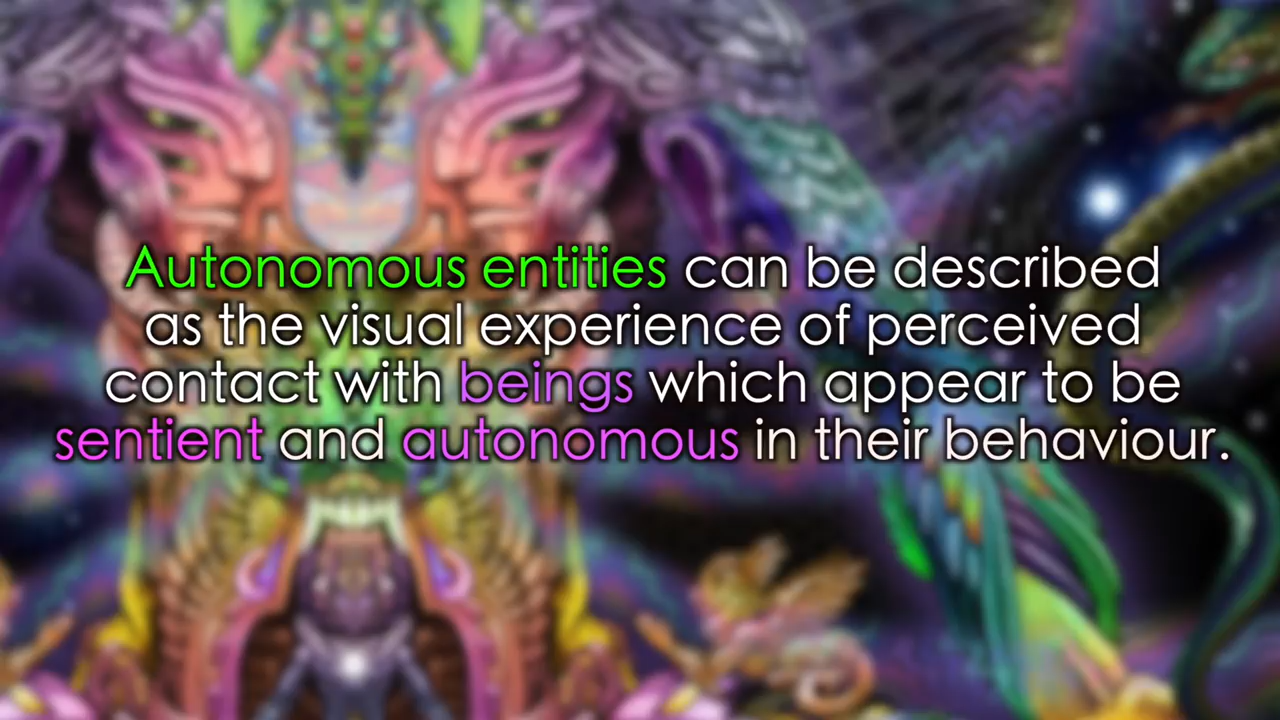 Autonomous entities can be described
as the visual experience of perceived
contact with beings which appear to be
sentient and autonomous in their behaviour.